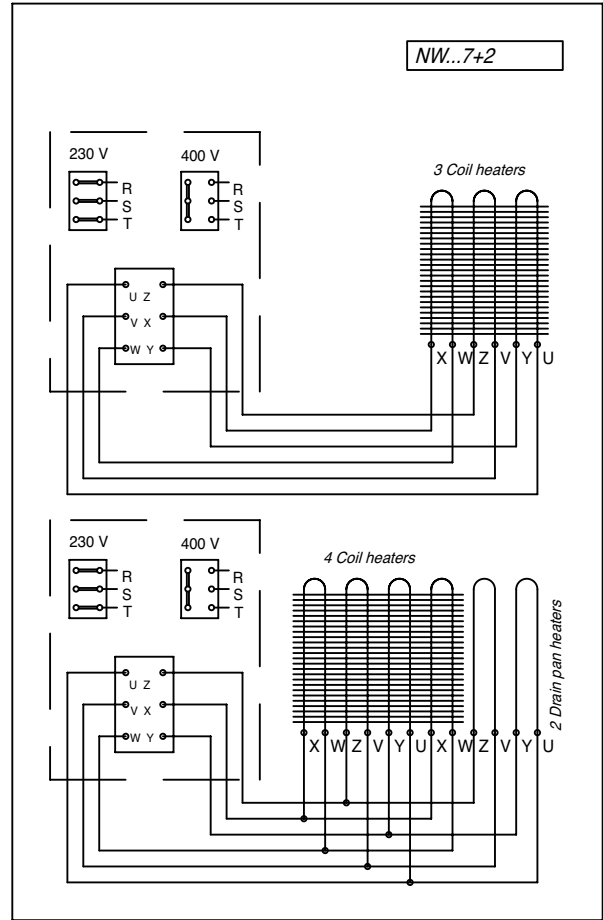 NW...7+2
230 V
400 V
3 Coil heaters
R
S
T
R
S
T
U Z
V X
W Y
X W Z V Y U
230 V
400 V
4 Coil heaters
R
S
T
R
S
T
2 Drain pan heaters
U Z
V X
W Y
X W Z V Y U X W Z V Y U